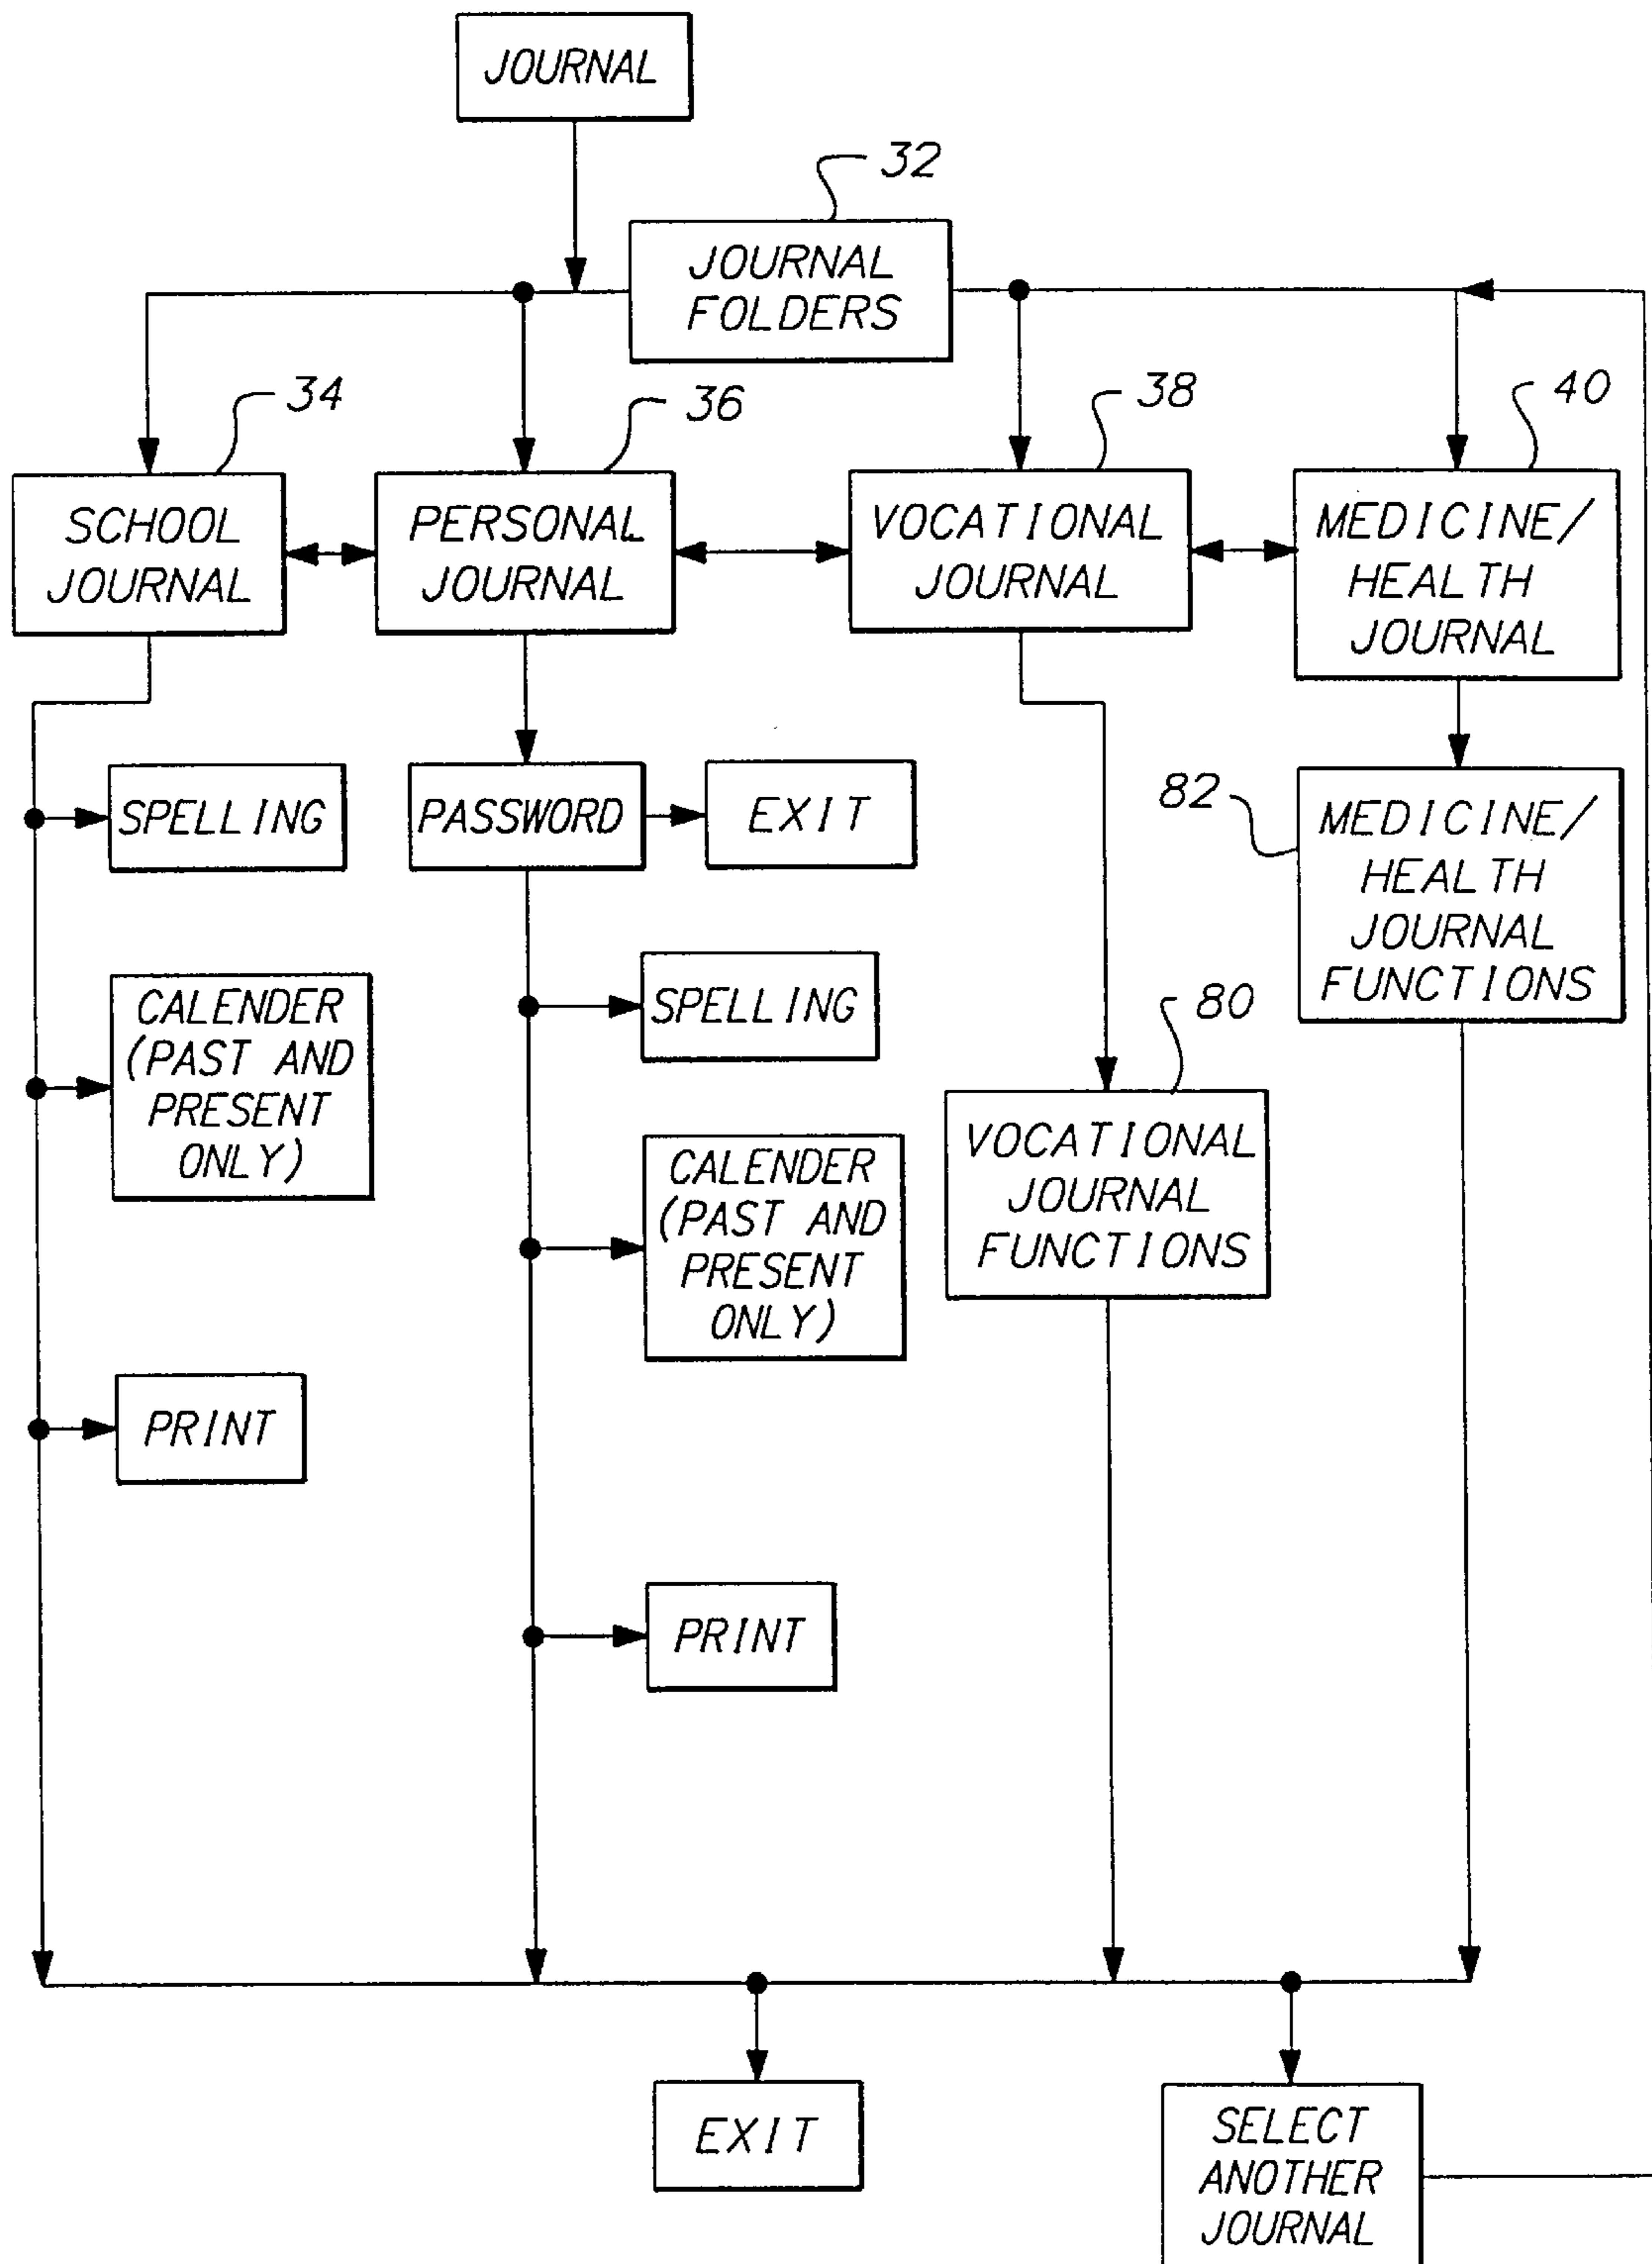 JOURNAL
32
JOURNAL
FOLDERS
34
36
38
40
SCHOOL
JOURNAL
PERSONAL
JOURNAL
VOCATIONAL
JOURNAL
MEDICINE/
HEALTH
JOURNAL
SPELLING
PASSWORD
EXIT
82
MEDICINE/
HEALTH
JOURNAL
FUNCTIONS
CALENDER
(PAST AND
PRESENT
ONLY)
SPELLING
80
VOCATIONAL
JOURNAL
FUNCTIONS
CALENDER
(PAST AND
PRESENT
ONLY)
PRINT
PRINT
EXIT
SELECT
ANOTHER
JOURNAL